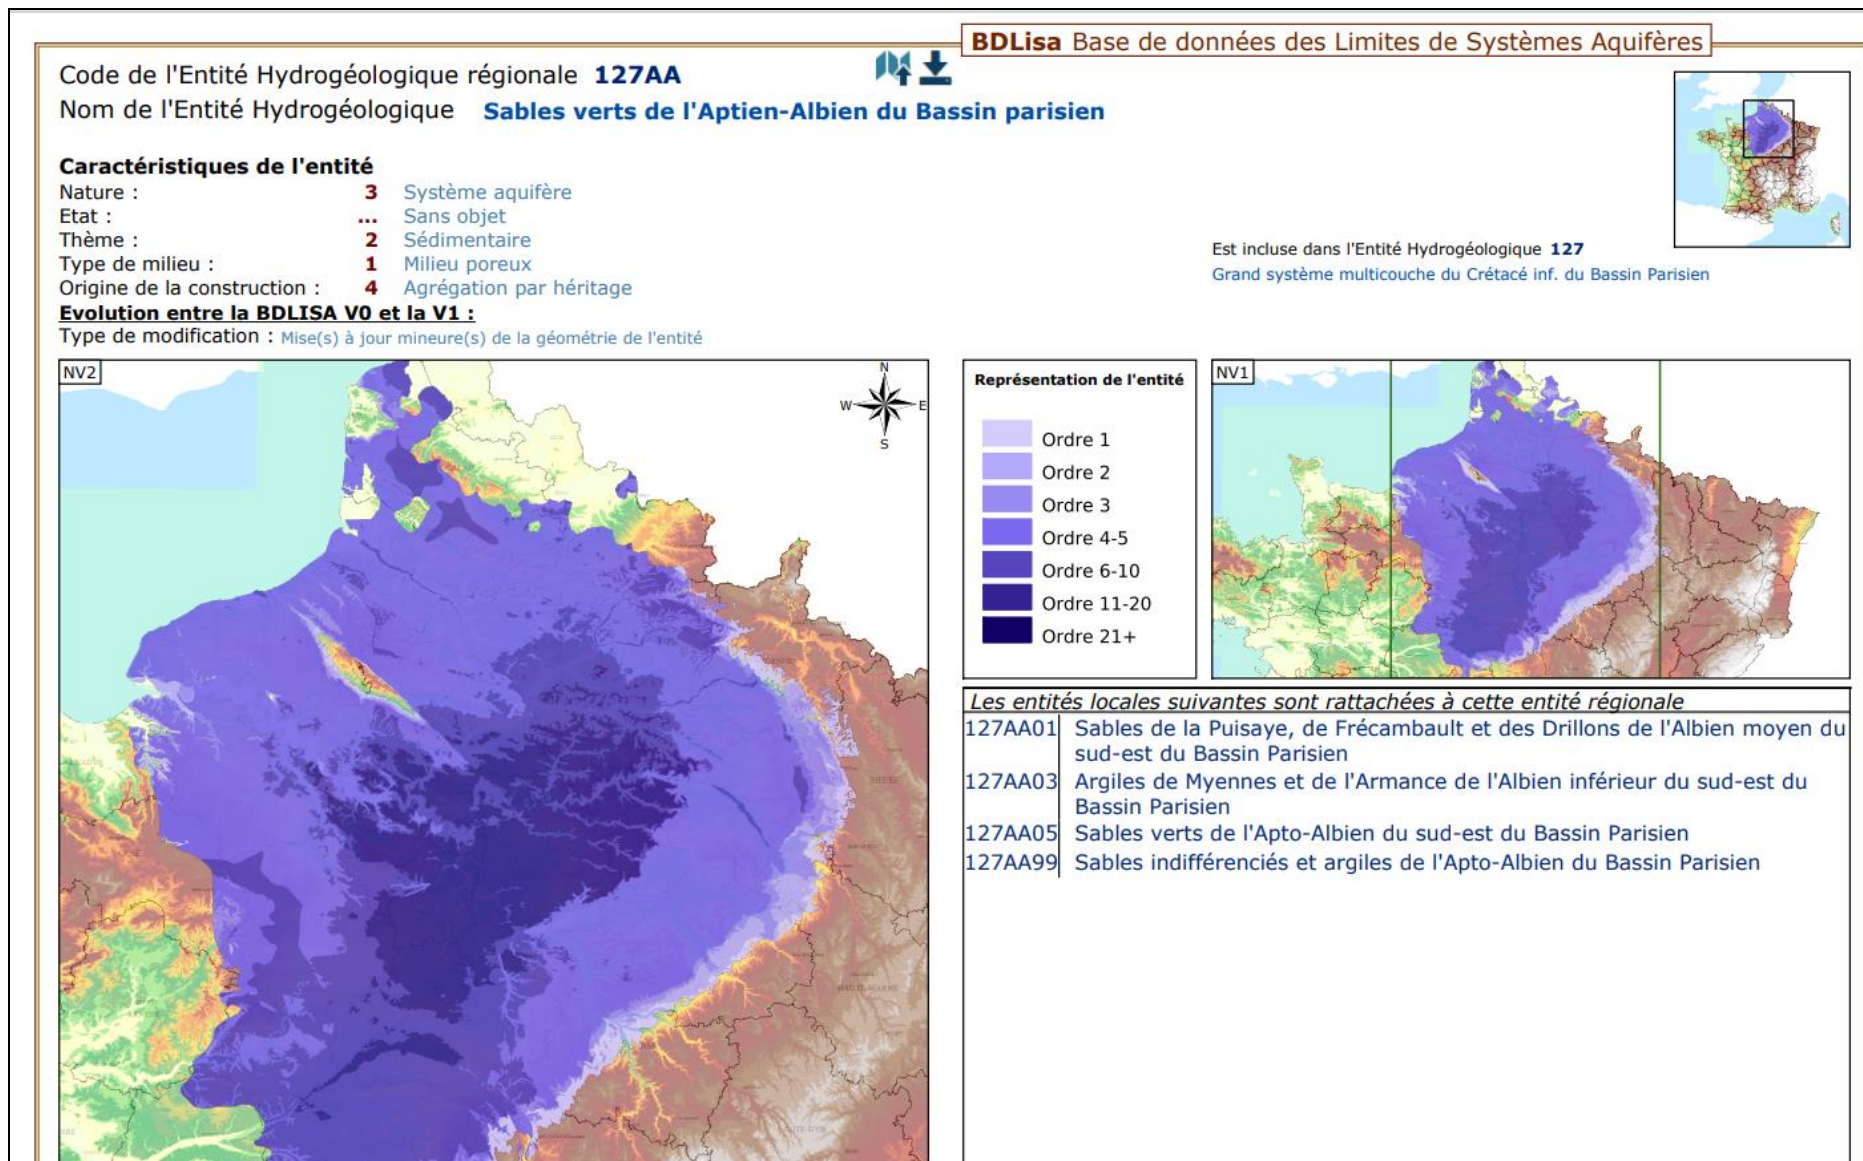 BDLisa Base de données des Limites de Systèmes Aquifères
Code de l'Entité Hydrogéologique régionale 127AA
Nom de l'Entité Hydrogéologique Sables verts de l'Aptien-Albien du Bassin parisien
Caractéristiques de l'entité
Nature : 3 Système aquifère
Etat : ... Sans objet
Thème : 2 Sédimentaire
Type de milieu : 1 Milieu poreux
Origine de la construction : 4 Agrégation par héritage
Est incluse dans l'Entité Hydrogéologique 127
Grand système multicouche du Crétacé inf. du Bassin Parisien
Evolution entre la BDLISA V0 et la V1 :
Type de modification : Mise(s) à jour mineure(s) de la géométrie de l'entité
NV2
N
W E
S
Représentation de l'entité
Ordre 1
Ordre 2
Ordre 3
Ordre 4-5
Ordre 6-10
Ordre 11-20
Ordre 21+
NV1
Les entités locales suivantes sont rattachées à cette entité régionale
127AA01 Sables de la Puisaye, de Frécambault et des Drillons de l'Albien moyen du
sud-est du Bassin Parisien
127AA03 Argiles de Myennes et de l'Armance de l'Albien inférieur du sud-est du
Bassin Parisien
127AA05 Sables verts de l'Apto-Albien du sud-est du Bassin Parisien
127AA99 Sables indifférenciés et argiles de l'Apto-Albien du Bassin Parisien